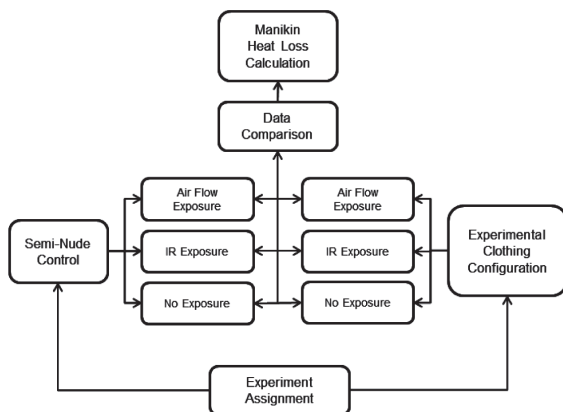 Manikin
Heat Loss
Calculation
Data
Comparison
Air Flow
Exposure
Air Flow
Exposure
Semi-Nude
Control
IR Exposure
IR Exposure
Experimental
Clothing
Configuration
No Exposure
No Exposure
Experiment
Assignment